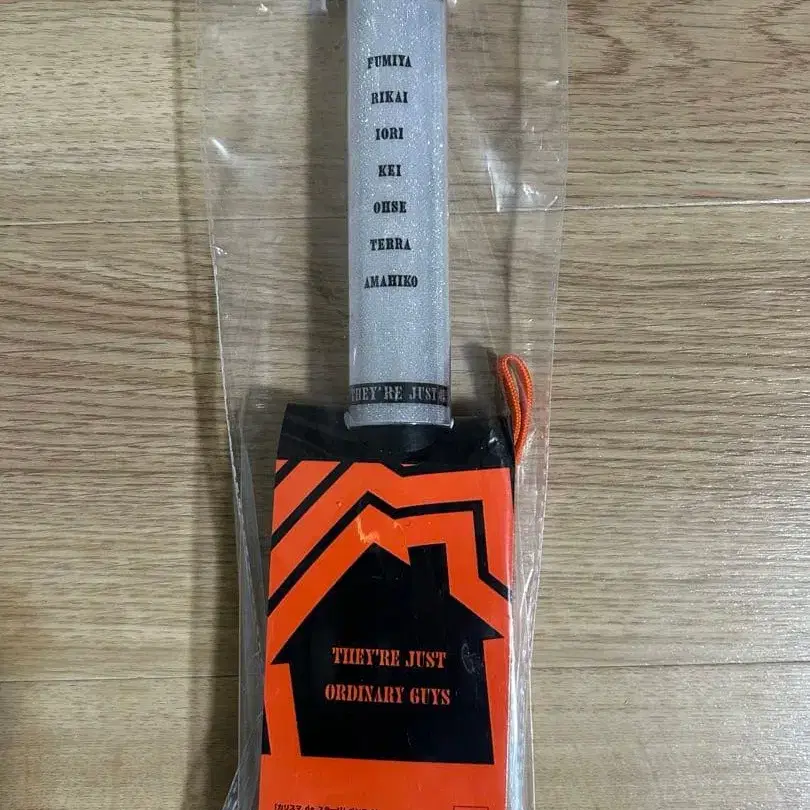 FUMIYA
RIKAI
IORI
KEI
OHSE
TERRA
AMAHIKO
THEY'RE JUST
THEY'RE JUST
ORDINARY GUYS